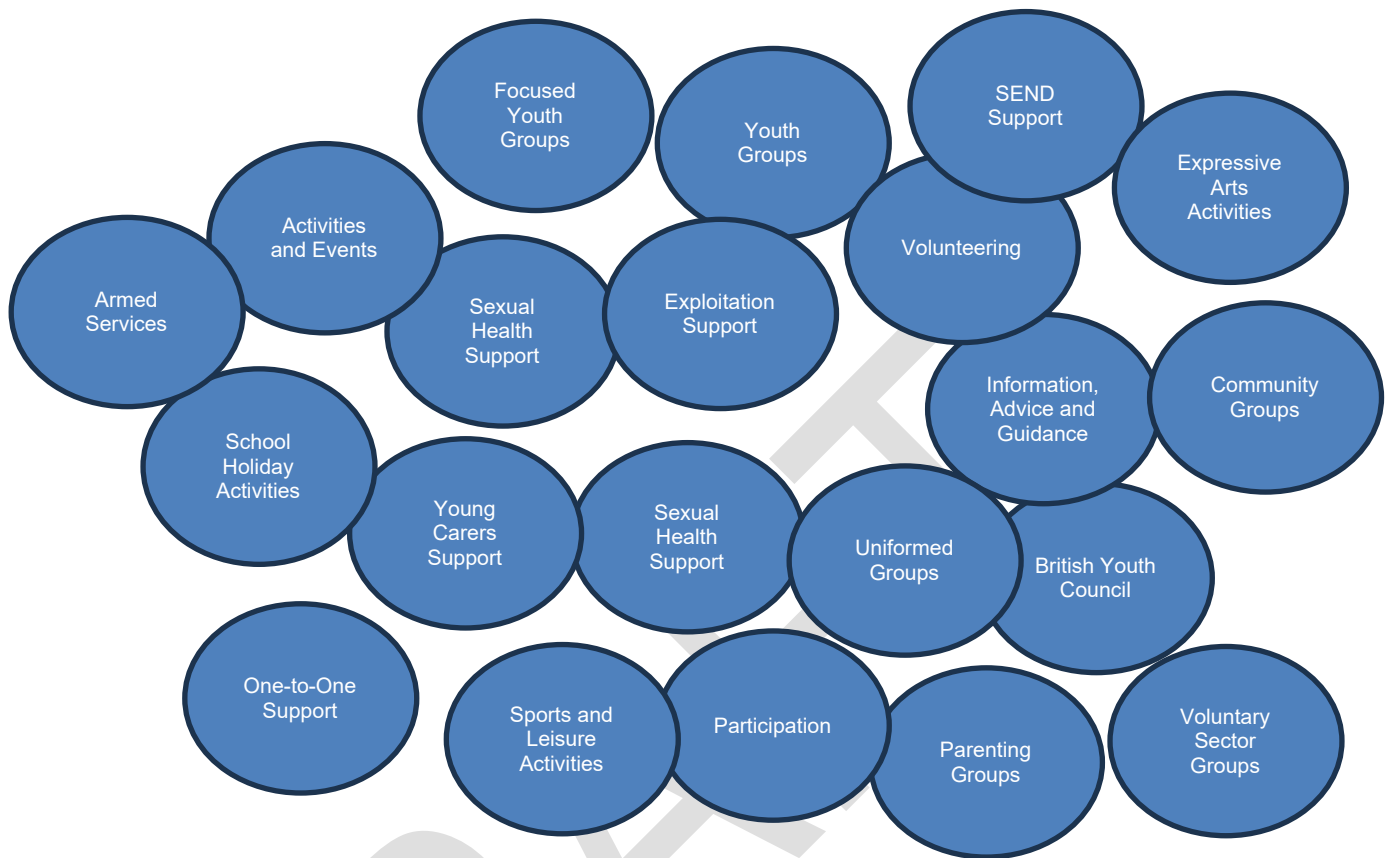 Focused
Youth
Groups
Youth
Groups
SEND
Support
Expressive
Arts
Activities
Activities
and Events
Volunteering
Armed
Services
Sexual
Health
Support
Exploitation
Support
Information,
Advice and
Guidance
Community
Groups
School
Holiday
Activities
Young
Carers
Support
Sexual
Health
Support
Uniformed
Groups
British Youth
Council
One-to-One
Support
Sports and
Leisure
Activities
Participation
Parenting
Groups
Voluntary
Sector
Groups